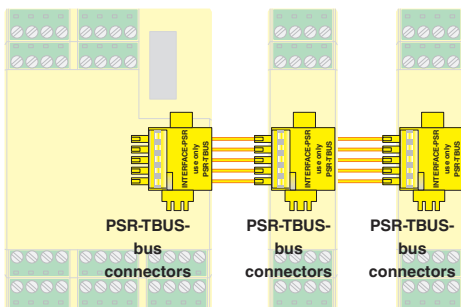 INTERFACE-PSR
use only
PSR-TBUS
INTERFACE-PSR
use only
PSR-TBUS
INTERFACE-PSR
use only
PSR-TBUS
PSR-TBUS-
bus
connectors
PSR-TBUS-
bus
connectors
PSR-TBUS-
bus
connectors